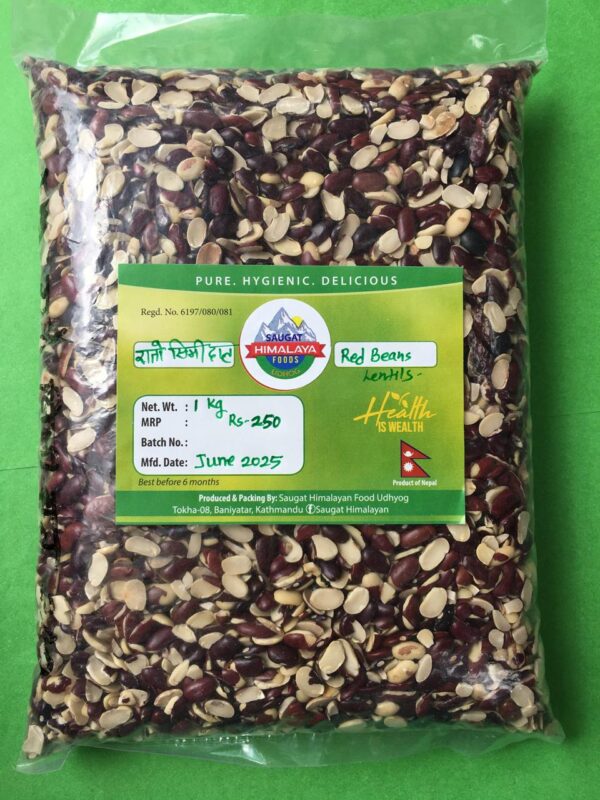 PURE. HYGIENIC. DELICIOUS
Regd. No. 6197/080/081
SAUGAT
HIMALAYA
FOODS
UDHOG
रातो सिमी दाल
Red Beans
Lentils-
Net. Wt. : 1 Kg
MRP : Rs-250
Batch No.:
Mfd. Date: June 2025
Best before 6 months
Health
IS WEALTH
Product of Nepal
Produced & Packing By: Saugat Himalayan Food Udhyog
Tokha-08, Baniyatar, Kathmandu Saugat Himalayan